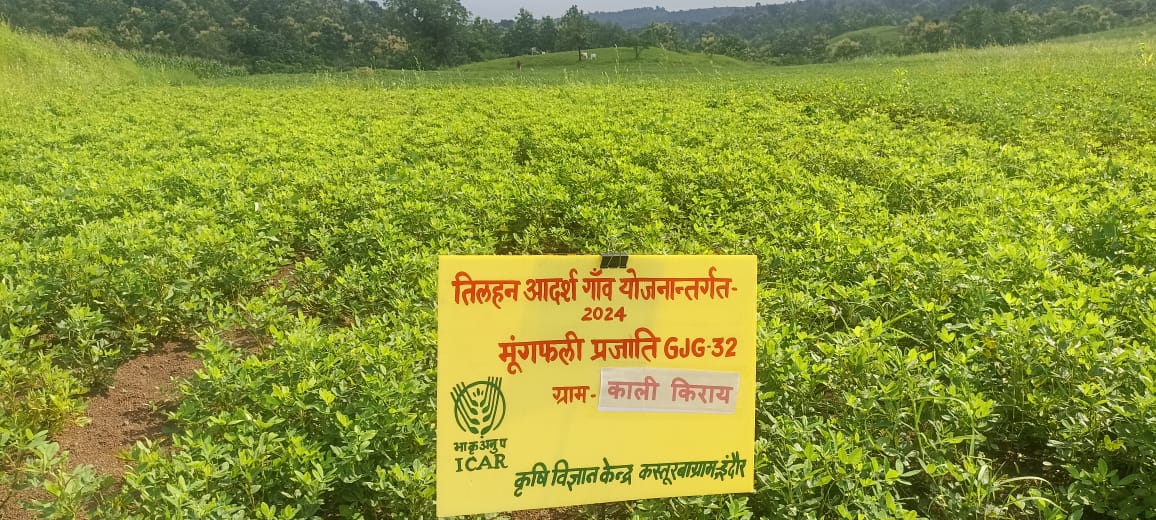 तिलहन आदर्श गाँव योजनान्तर्गत-
2024
मूंगफली प्रजाति GJG-32
ग्राम- काली किराय
भाकृअनुप
ICAR
कृषि विज्ञान केन्द्र कस्तूरबाग्राम,इंदौर